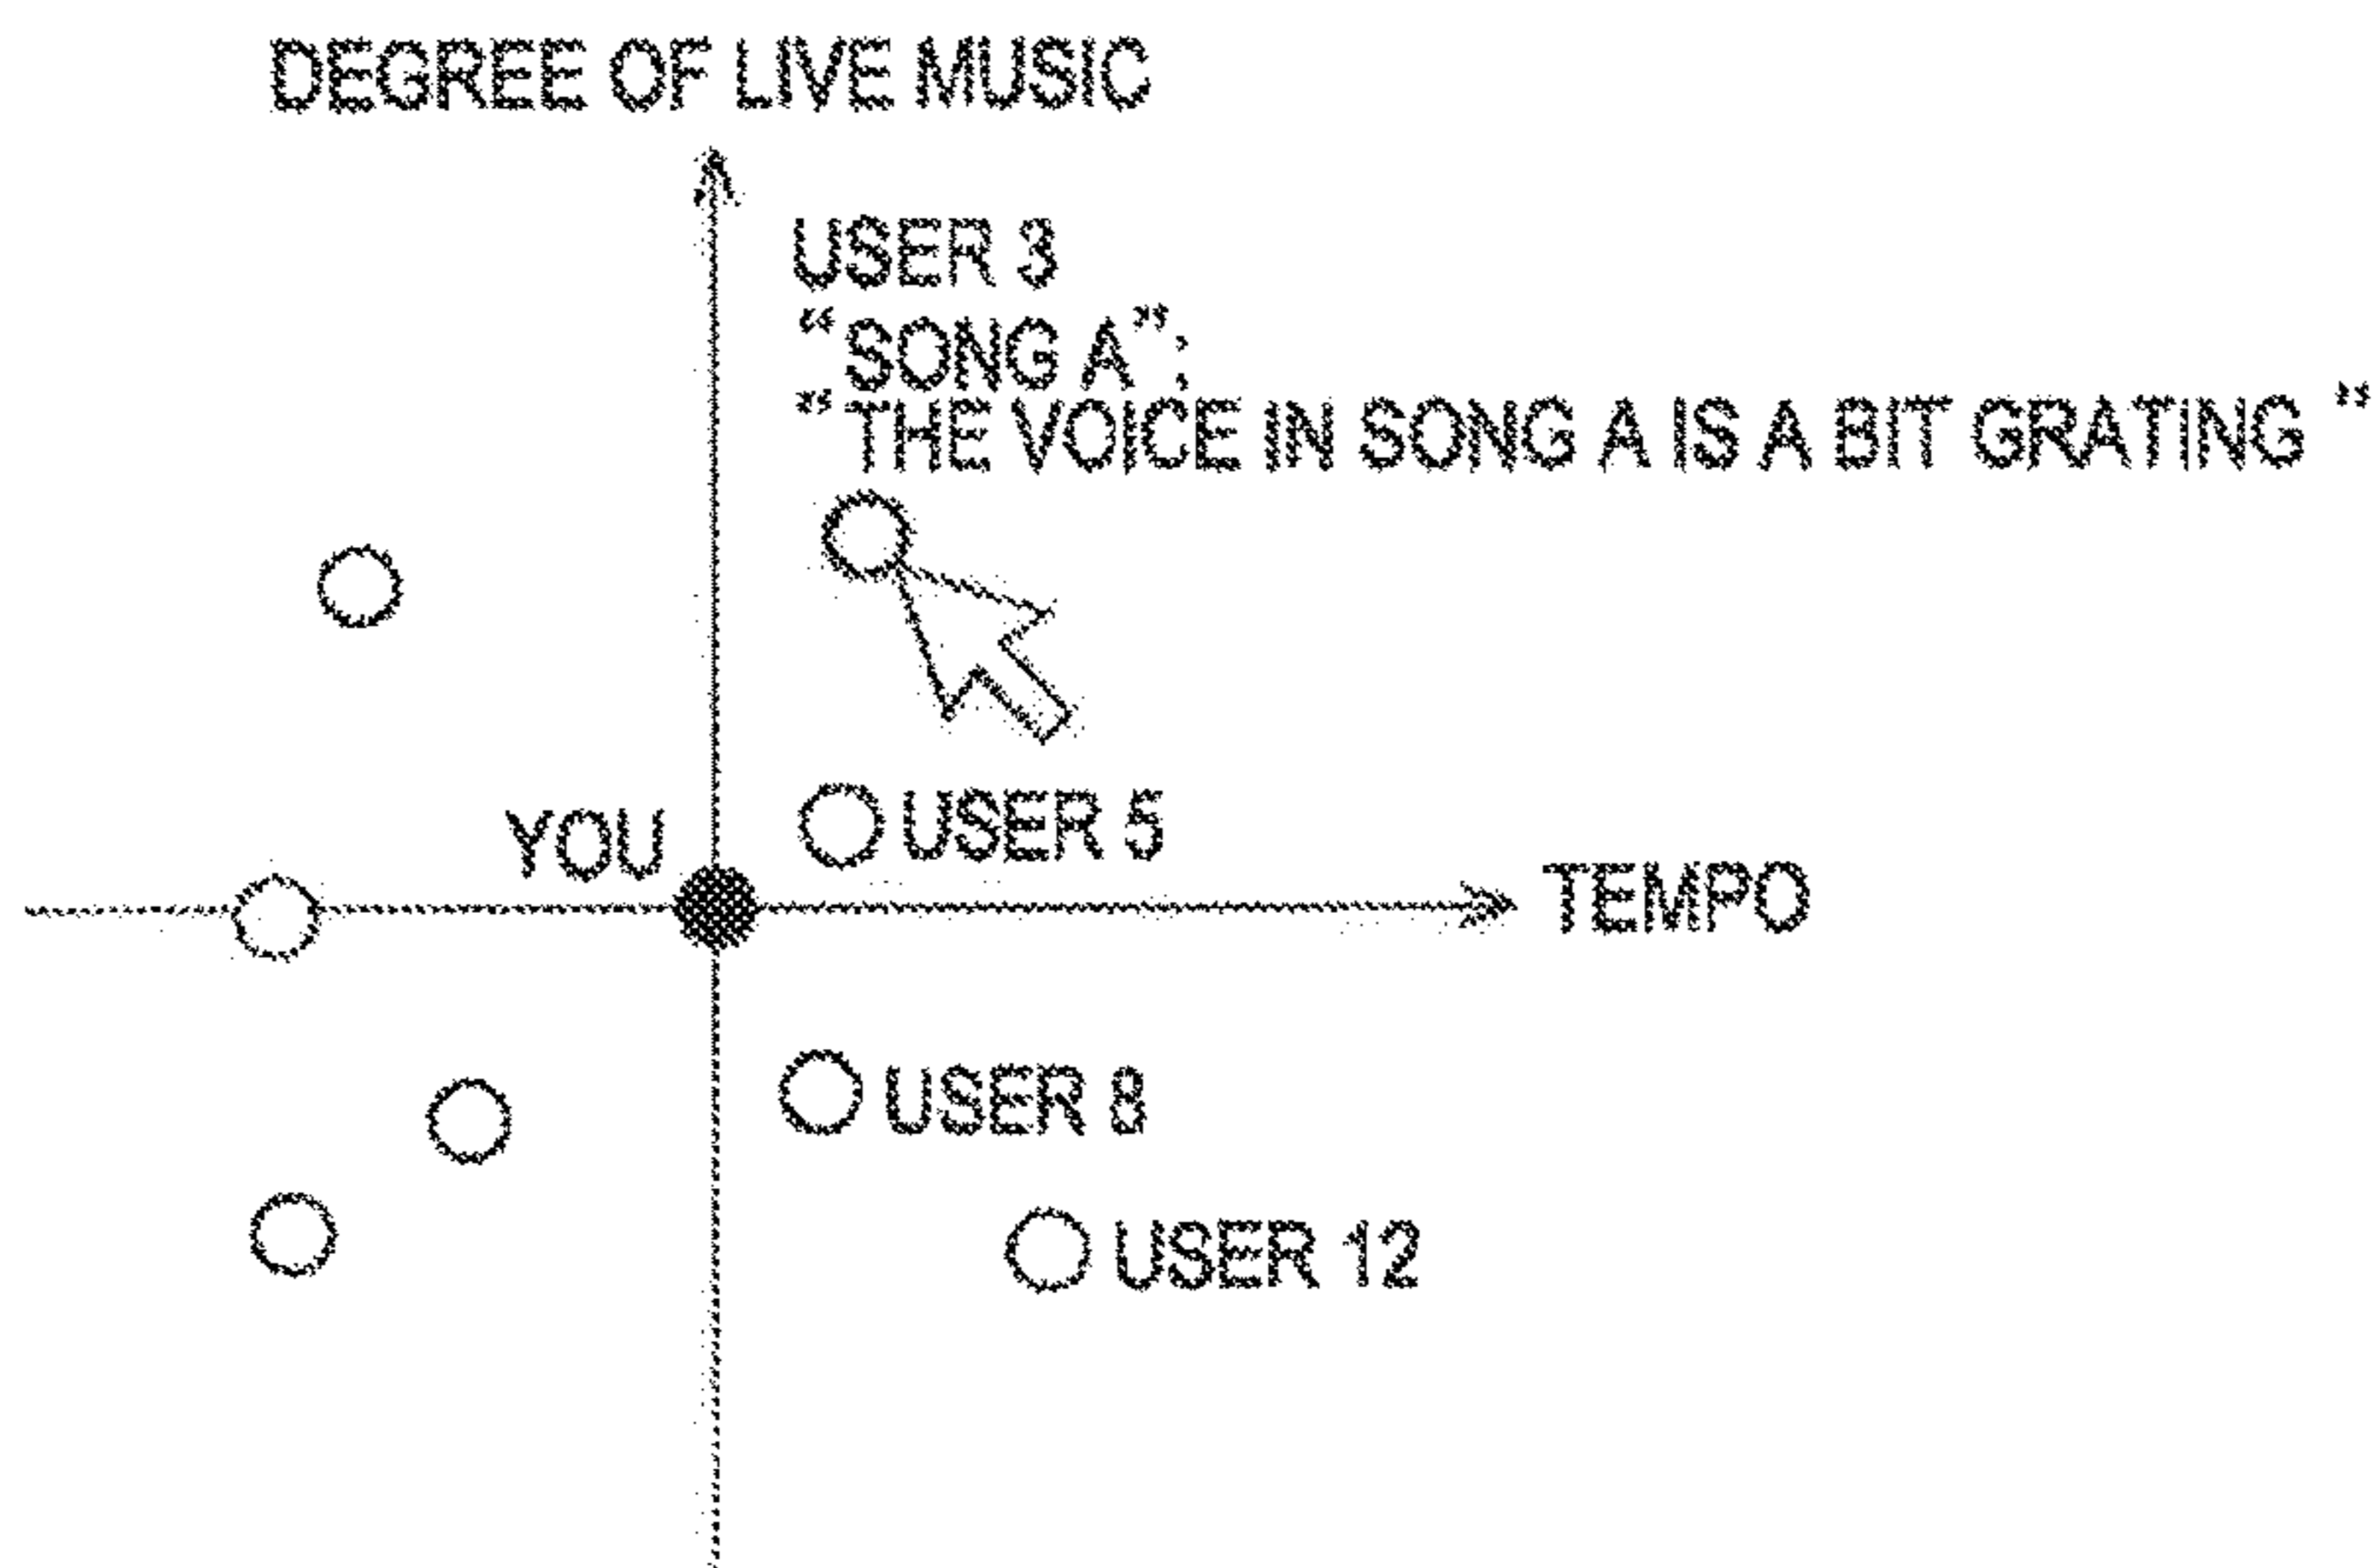 DEGREE OF LIVE MUSIC
USER 3
“SONG A”:
”THE VOICE IN SONG A IS A BIT GRATING ”
USER 5
YOU
TEMPO
USER 8
USER 12